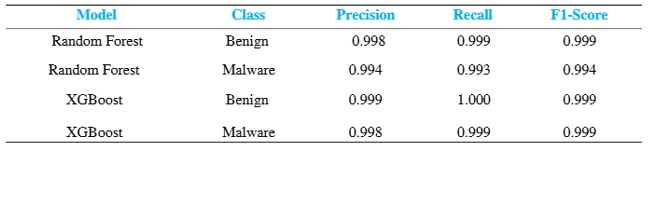 Model Class Precision Recall F1-Score
Random Forest Benign 0.998 0.999 0.999
Random Forest Malware 0.994 0.993 0.994
XGBoost Benign 0.999 1.000 0.999
XGBoost Malware 0.998 0.999 0.999